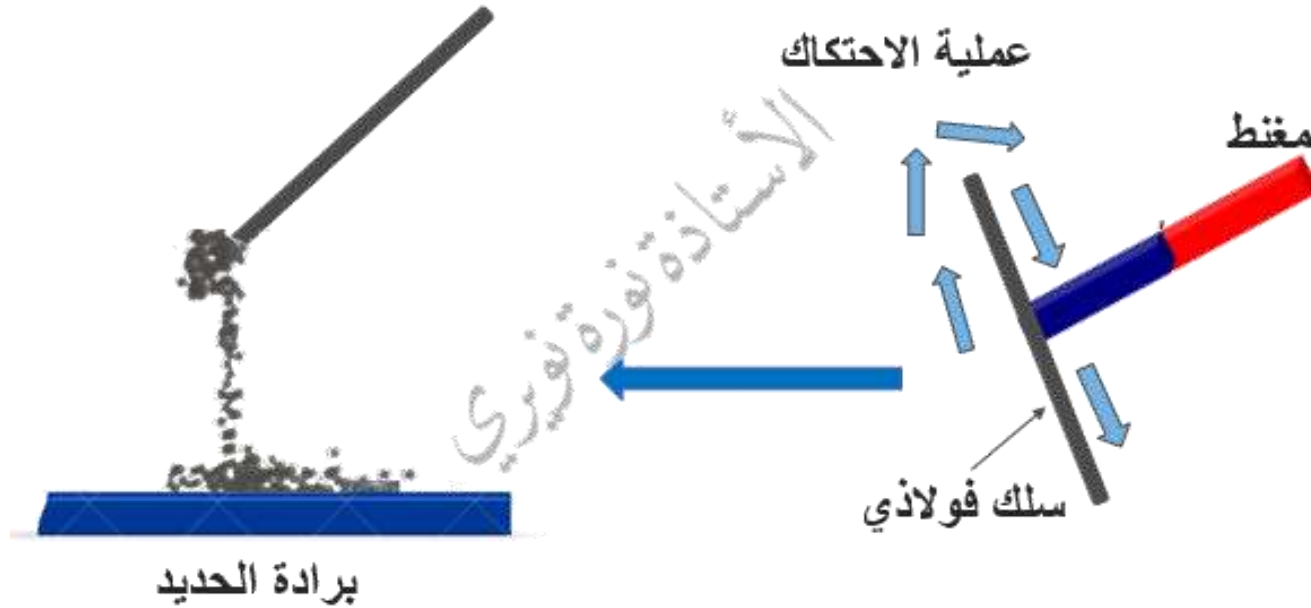 عملية الاحتكاك
مغنط
الأستاذة نورة نويري
سلك فولاذي
برادة الحديد